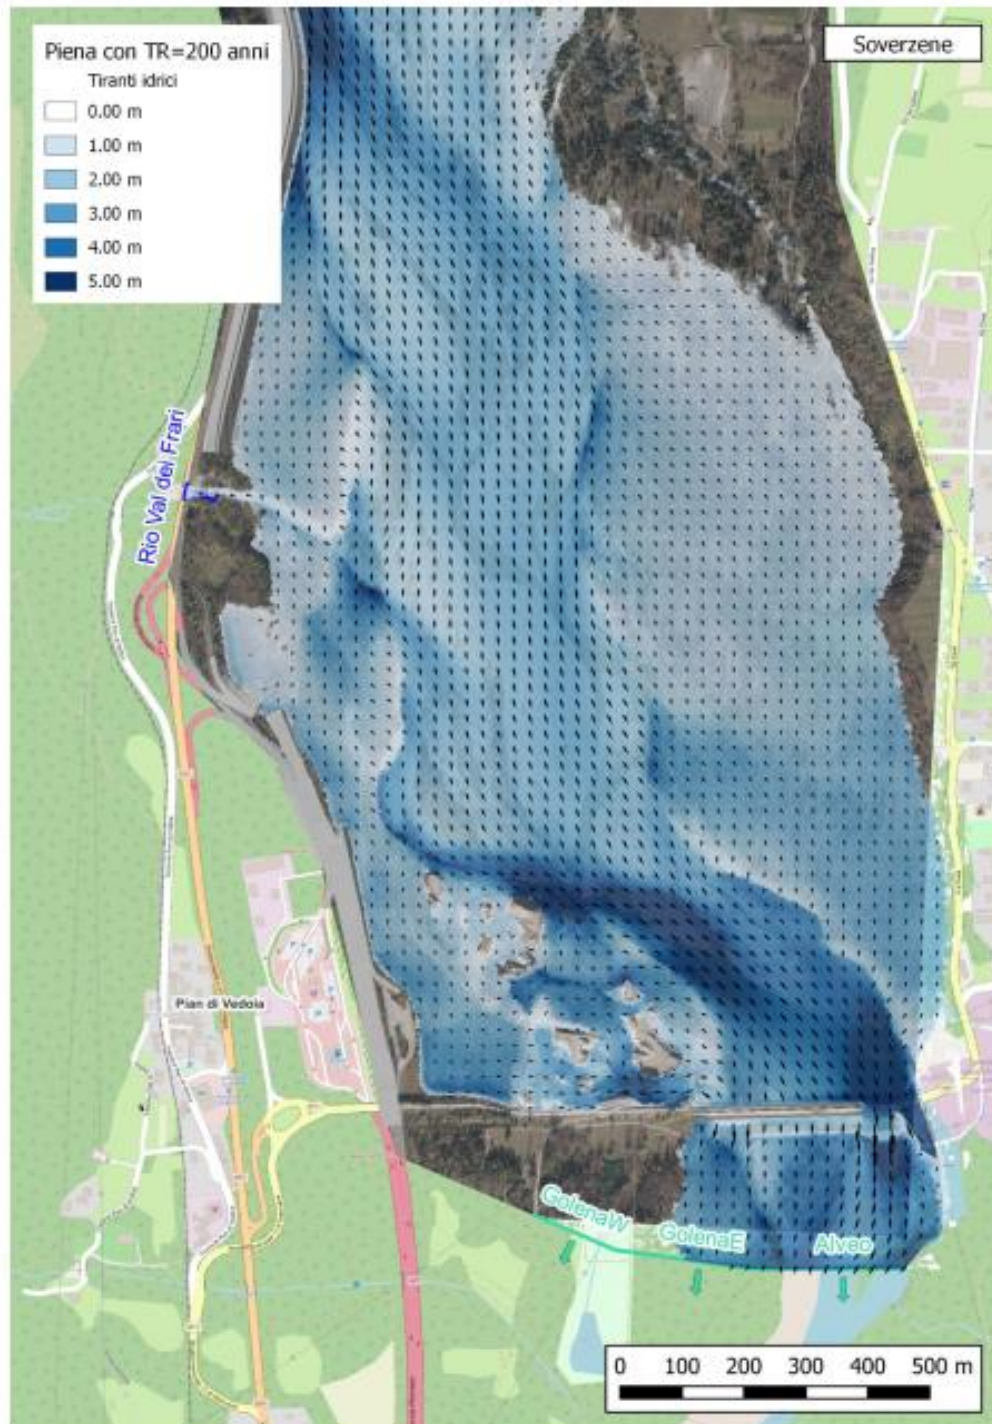 Piena con TR=200 anni
Tiranti idrici
0.00 m
1.00 m
2.00 m
3.00 m
4.00 m
5.00 m
Soverzene
Rio Val dei Frari
Pian di Vedoia
GolenaW
GolenaE
Alveo
0 100 200 300 400 500 m